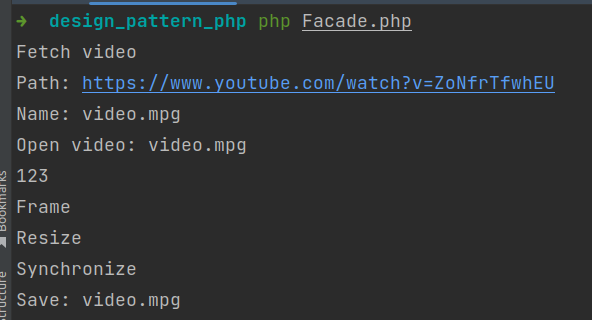 → design_pattern_php php Facade.php
Fetch video
Path: https://www.youtube.com/watch?v=ZoNfrTfwhEU
Name: video.mpg
Open video: video.mpg
123
Frame
Resize
Synchronize
Save: video.mpg
Bookmarks